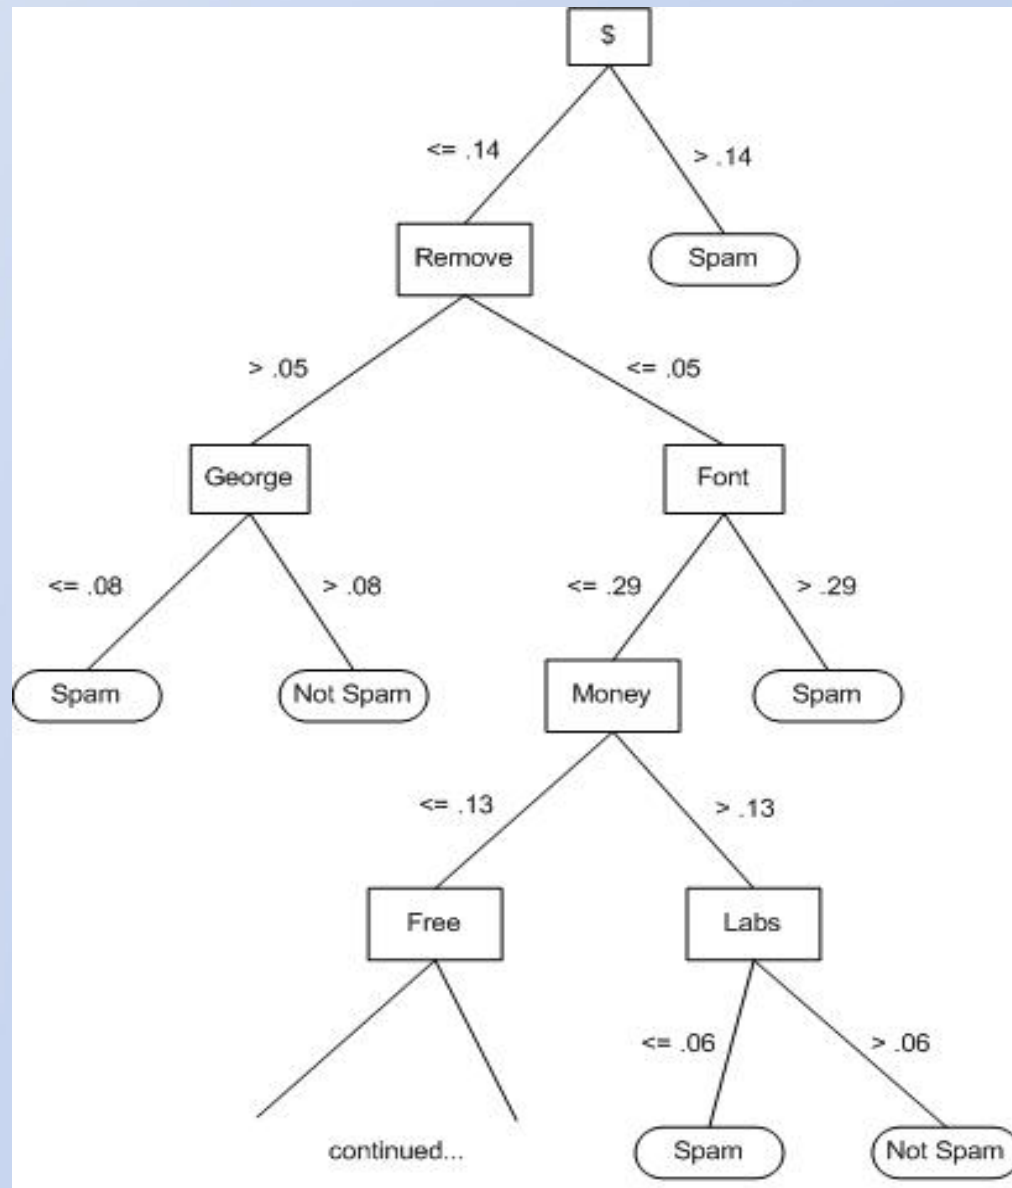 $
<= .14
> .14
Remove
Spam
> .05
<= .05
George
Font
<= .08
> .08
<= .29
> .29
Spam
Not Spam
Money
Spam
<= .13
> .13
Free
Labs
<= .06
> .06
continued...
Spam
Not Spam